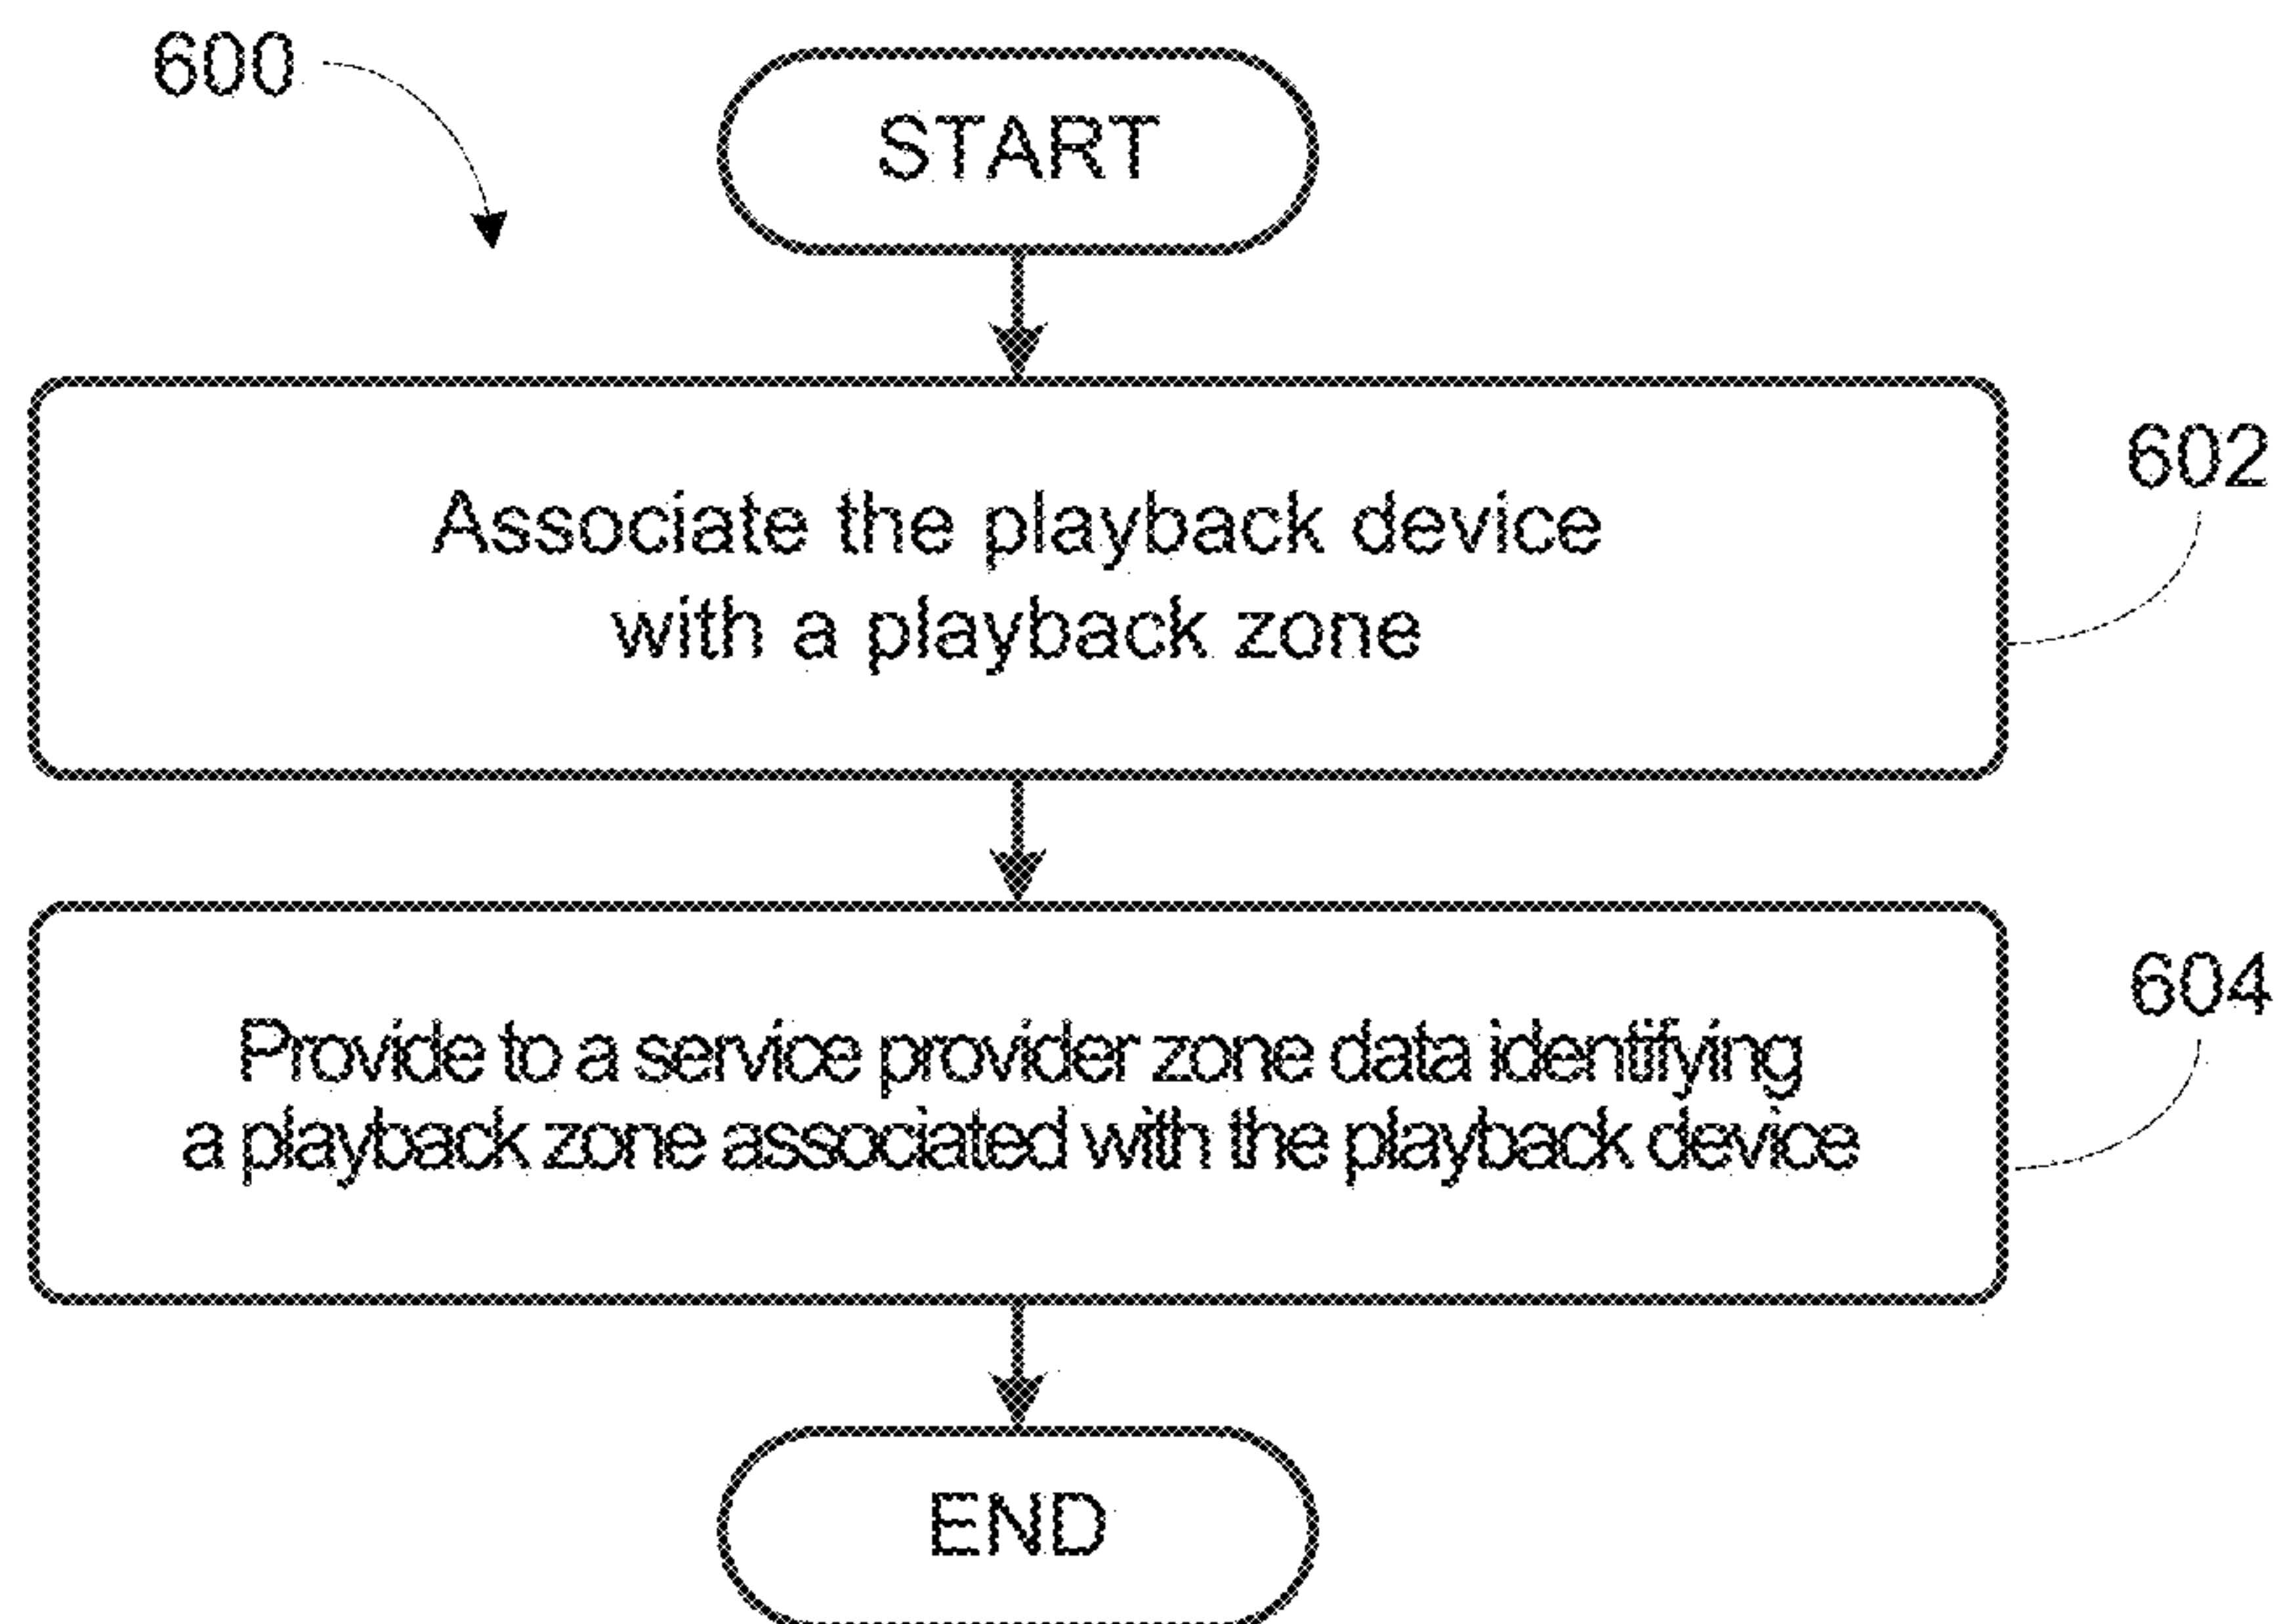 600
START
Associate the playback device
with a playback zone
602
Provide to a service provider zone data identifying
a playback zone associated with the playback device
604
END